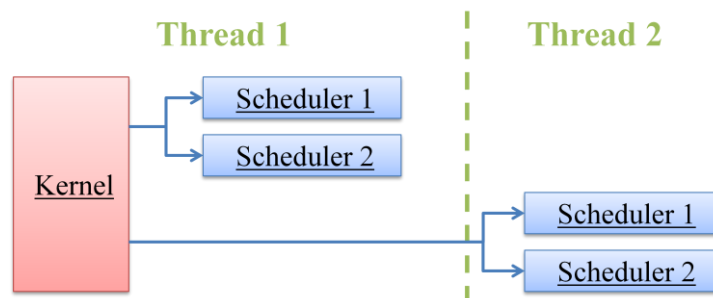 Thread 1
Thread 2
Scheduler 1
Scheduler 2
Kernel
Scheduler 1
Scheduler 2